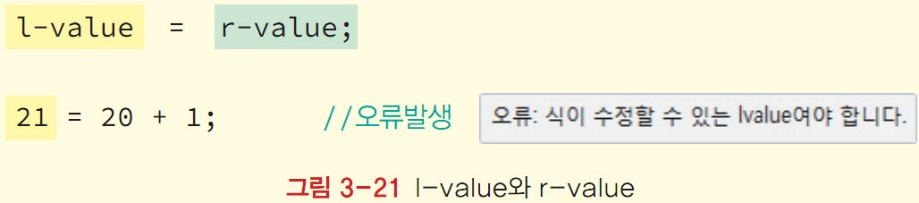 l-value = r-value;
21 = 20 + 1; //오류발생 오류: 식이 수정할 수 있는 lvalue여야 합니다.
그림 3-21 l-value와 r-value